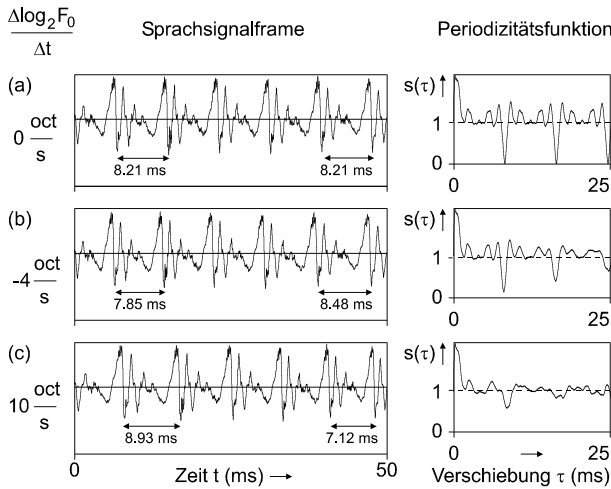 Δlog₂F₀
Δt
Sprachsignalframe
Periodizitätsfunktion
(a)
0 oct
s
8.21 ms
8.21 ms
s(τ)
1
0
0
25
(b)
-4 oct
s
7.85 ms
8.48 ms
s(τ)
1
0
0
25
(c)
10 oct
s
8.93 ms
7.12 ms
s(τ)
1
0
0 Zeit t (ms) → 50
0 → 25
Verschiebung τ (ms)